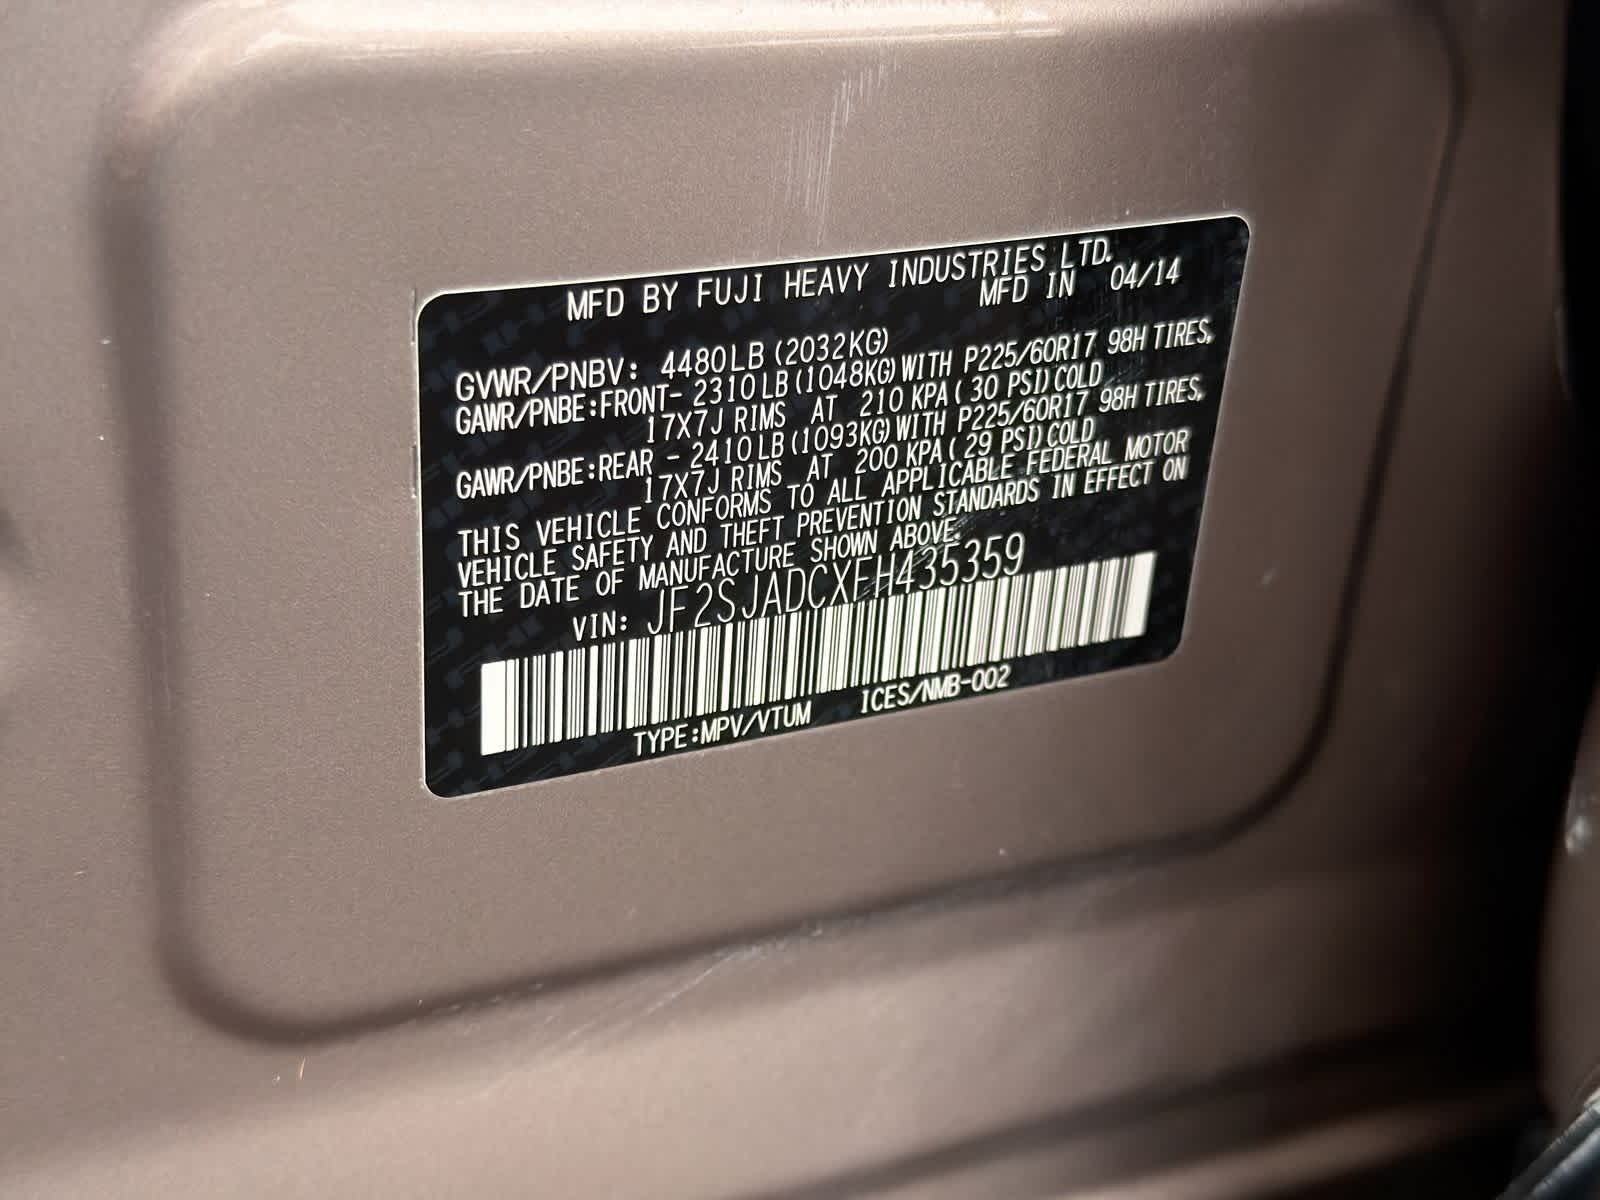 MFD BY FUJI HEAVY INDUSTRIES LTD.
MFD IN 04/14
GVWR/PNBV: 4480LB (2032KG)
GAWR/PNBE:FRONT- 2310LB (1048KG) WITH P225/60R17 98H TIRES,
17X7J RIMS AT 210 KPA ( 30 PSI) COLD
GAWR/PNBE:REAR - 2410LB (1093KG) WITH P225/60R17 98H TIRES,
17X7J RIMS AT 200 KPA ( 29 PSI) COLD
THIS VEHICLE CONFORMS TO ALL APPLICABLE FEDERAL MOTOR
VEHICLE SAFETY AND THEFT PREVENTION STANDARDS IN EFFECT ON
THE DATE OF MANUFACTURE SHOWN ABOVE.
VIN: JF2SJADCXFH435359
TYPE:MPV/VTUM ICES/NMB-002